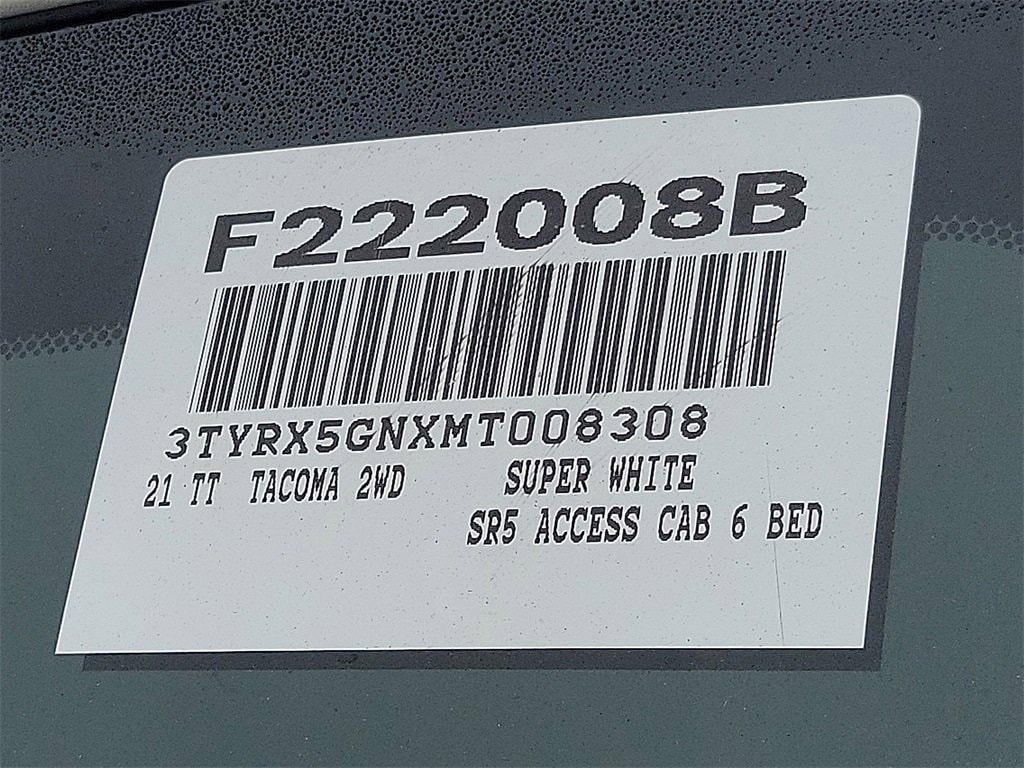 F222008B
3TYRX5GNXMT008308
21 TT TACOMA 2WD SUPER WHITE
SR5 ACCESS CAB 6 BED